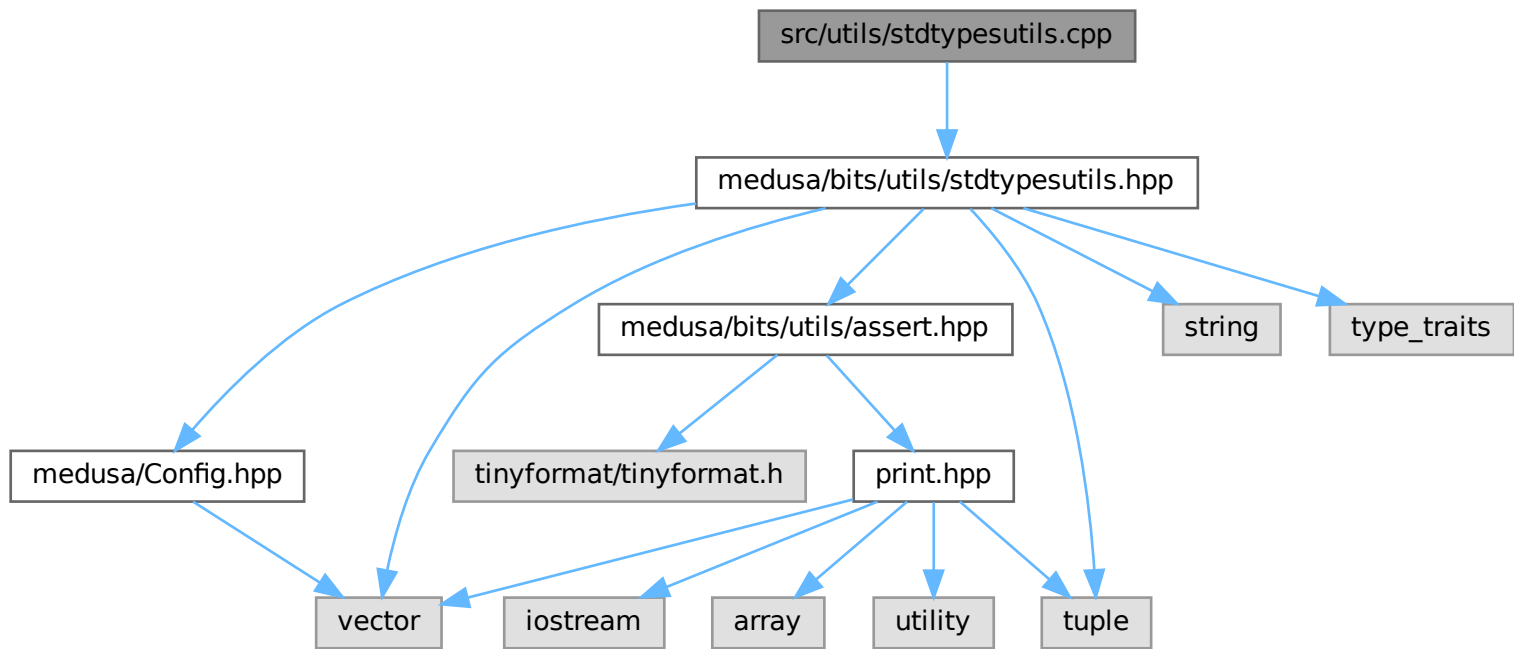 src/utils/stdtypesutils.cpp
medusa/bits/utils/stdtypesutils.hpp
medusa/bits/utils/assert.hpp
string
type_traits
medusa/Config.hpp
tinyformat/tinyformat.h
print.hpp
vector
iostream
array
utility
tuple